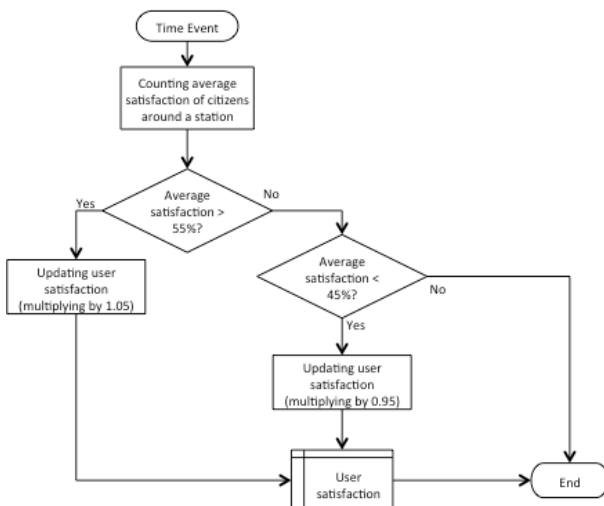 Time Event
Counting average
satisfaction of citizens
around a station
Average
satisfaction >
55%?
Yes
No
Updating user
satisfaction
(multiplying by 1.05)
Average
satisfaction <
45%?
No
Yes
Updating user
satisfaction
(multiplying by 0.95)
User
satisfaction
End